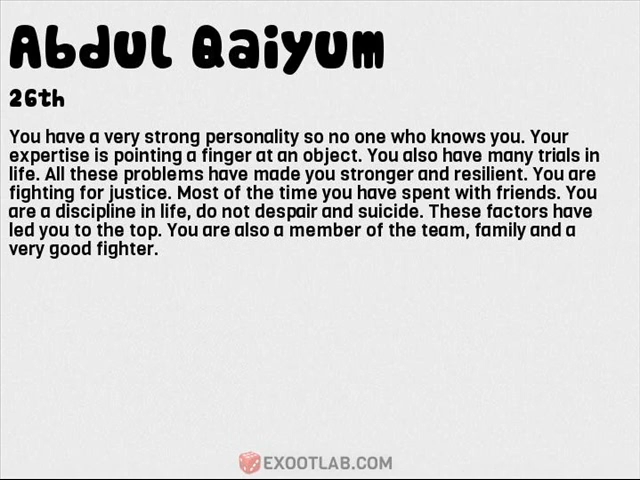 Abdul Qaiyum
26th
You have a very strong personality so no one who knows you. Your
expertise is pointing a finger at an object. You also have many trials in
life. All these problems have made you stronger and resilient. You are
fighting for justice. Most of the time you have spent with friends. You
are a discipline in life, do not despair and suicide. These factors have
led you to the top. You are also a member of the team, family and a
very good fighter.
EXOOTLAB.COM